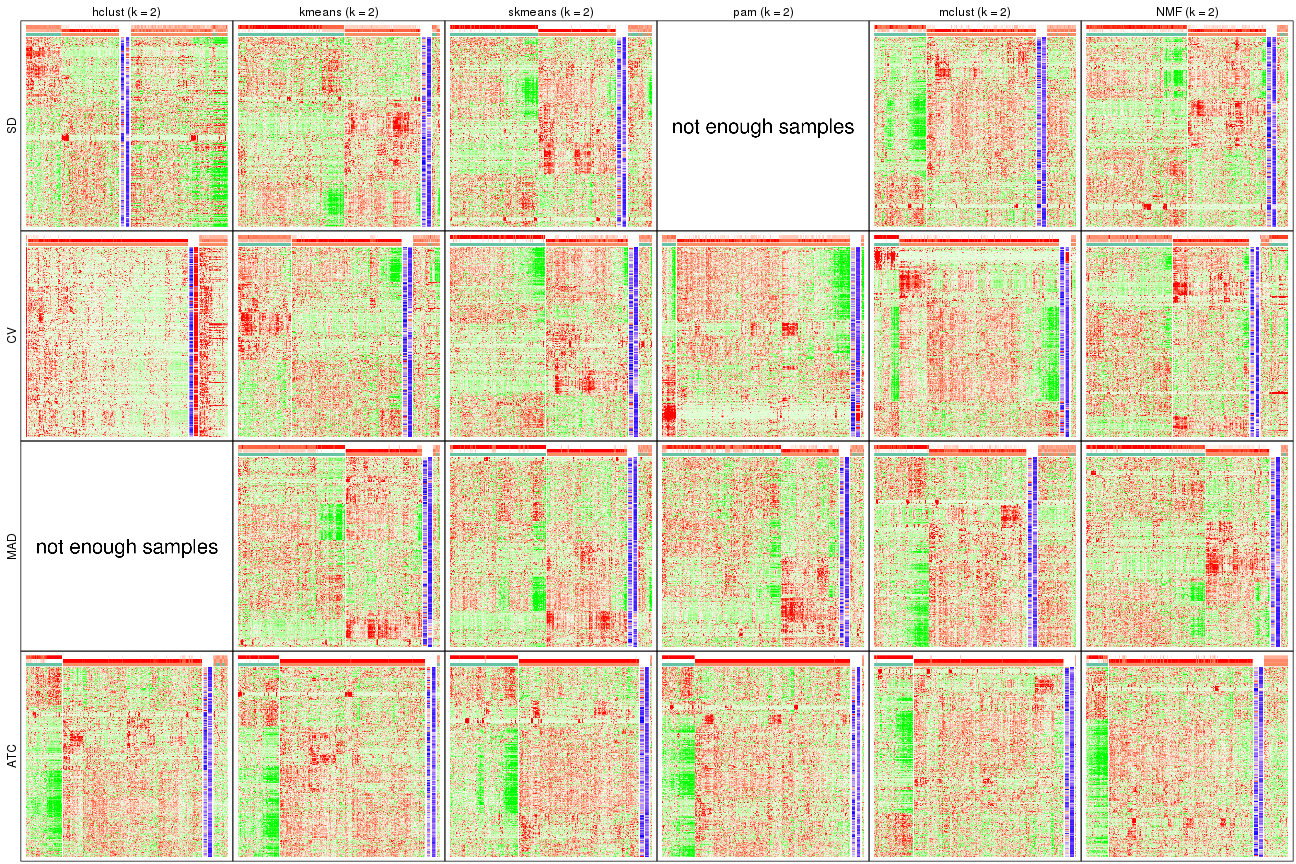 hclust (k = 2) kmeans (k = 2) skmeans (k = 2) pam (k = 2) mclust (k = 2) NMF (k = 2)
SD
not enough samples
CV
MAD
not enough samples
ATC